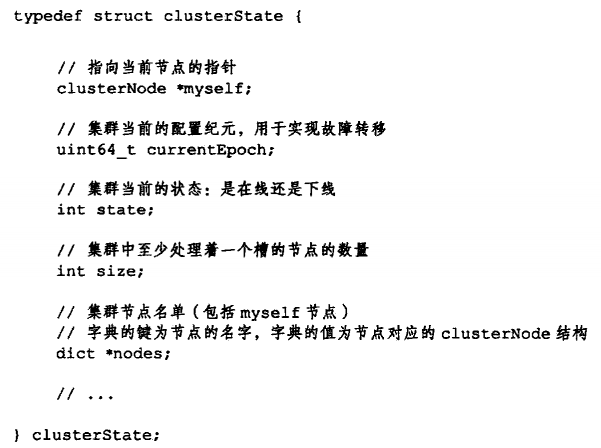 typedef struct clusterState {
// 指向当前节点的指针
clusterNode *myself;
// 集群当前的配置纪元，用于实现故障转移
uint64_t currentEpoch;
// 集群当前的状态：是在线还是下线
int state;
// 集群中至少处理着一个槽的节点的数量
int size;
// 集群节点名单（包括 myself 节点）
// 字典的键为节点的名字，字典的值为节点对应的 clusterNode 结构
dict *nodes;
// ...
} clusterState;